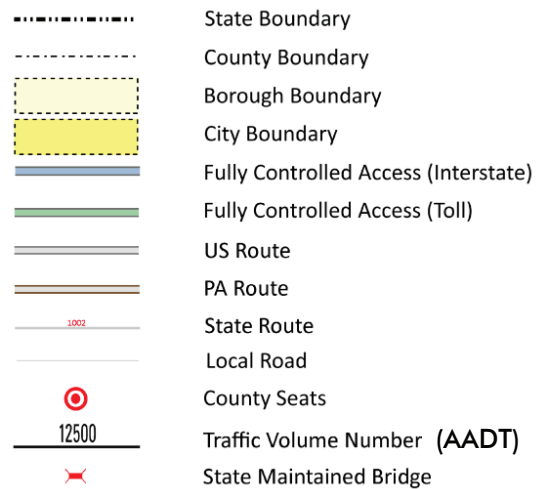 State Boundary
County Boundary
Borough Boundary
City Boundary
Fully Controlled Access (Interstate)
Fully Controlled Access (Toll)
US Route
PA Route
1002 State Route
Local Road
County Seats
12500 Traffic Volume Number (AADT)
State Maintained Bridge